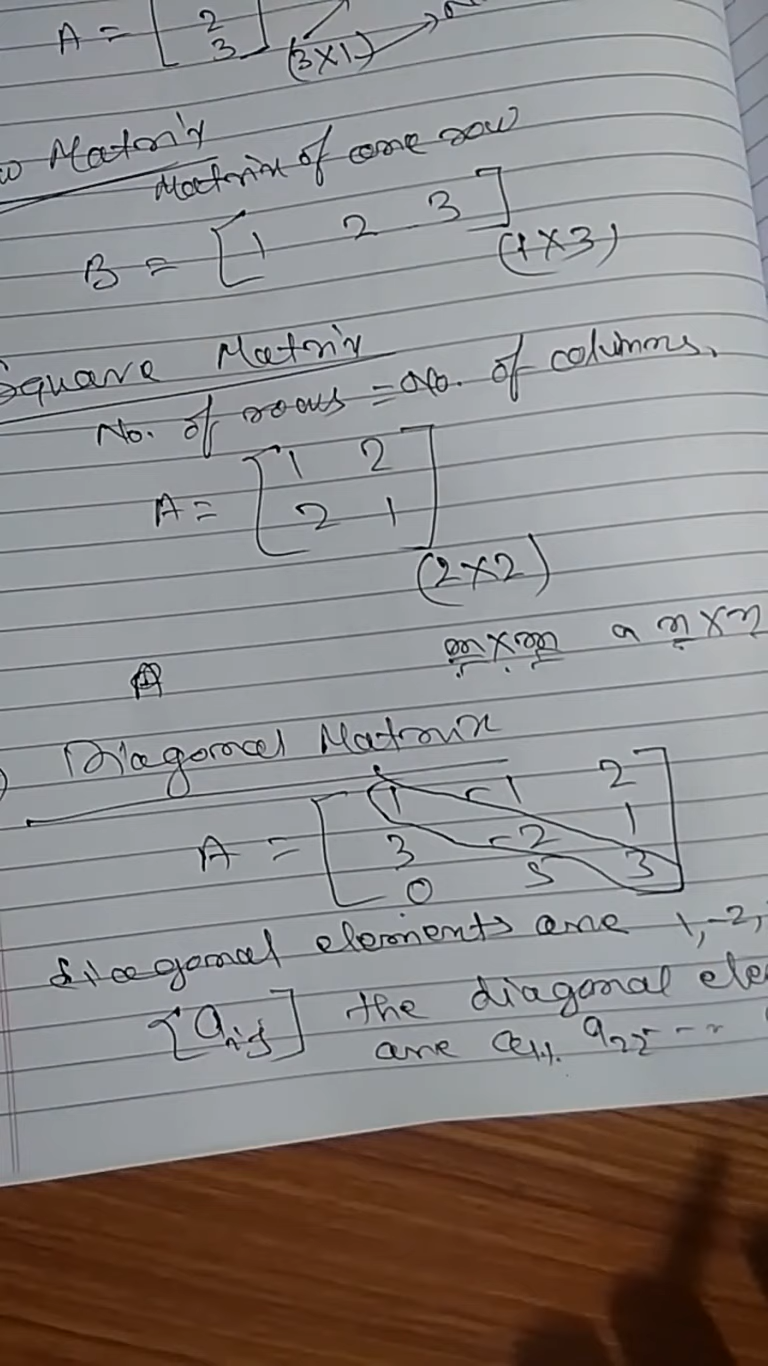 A = [ 2
3 ] (3×1)
Matrix
Matrix of one row
B = [ 1 2 3 ] (1×3)
Square Matrix
No. of rows = No. of columns.
A = [ 1 2
2 1 ] (2×2)
m×m n×n
A
Diagonal Matrix
A = [ 1 -1 2
3 -2 1
0 5 3 ]
diagonal elements are 1, -2,
[aij] the diagonal ele
are a11, a22 ---